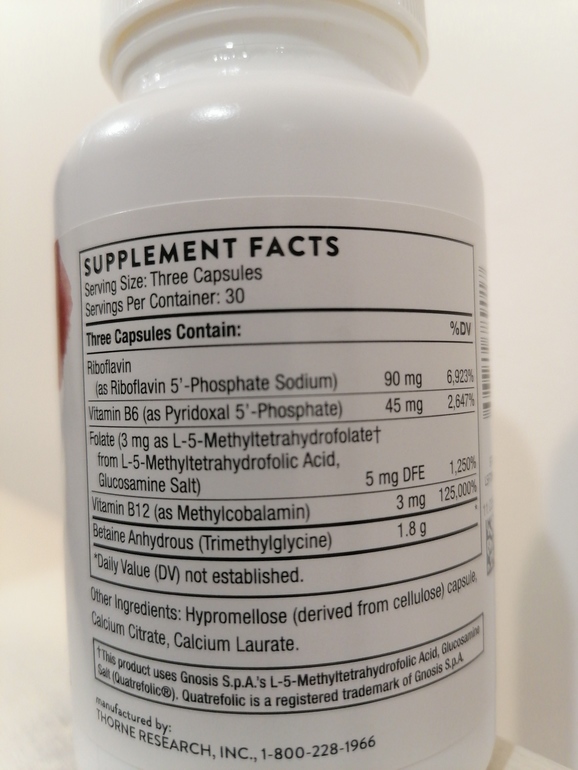 SUPPLEMENT FACTS
Serving Size: Three Capsules
Servings Per Container: 30
Three Capsules Contain: %DV
Riboflavin
(as Riboflavin 5'-Phosphate Sodium) 90 mg 6,923%
Vitamin B6 (as Pyridoxal 5'-Phosphate) 45 mg 2,647%
Folate (3 mg as L-5-Methyltetrahydrofolate†
from L-5-Methyltetrahydrofolic Acid,
Glucosamine Salt) 5 mg DFE 1,250%
Vitamin B12 (as Methylcobalamin) 3 mg 125,000%
Betaine Anhydrous (Trimethylglycine) 1.8 g *
*Daily Value (DV) not established.
Other Ingredients: Hypromellose (derived from cellulose) capsule,
Calcium Citrate, Calcium Laurate.
†This product uses Gnosis S.p.A.'s L-5-Methyltetrahydrofolic Acid, Glucosamine
Salt (Quatrefolic®). Quatrefolic is a registered trademark of Gnosis S.p.A.
manufactured by:
THORNE RESEARCH, INC., 1-800-228-1966